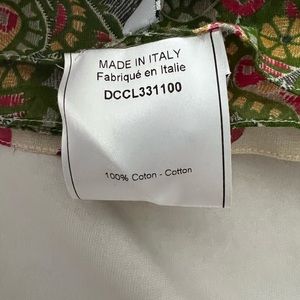 MADE IN ITALY
Fabriqué en Italie
DCCL331100
100% Coton - Cotton